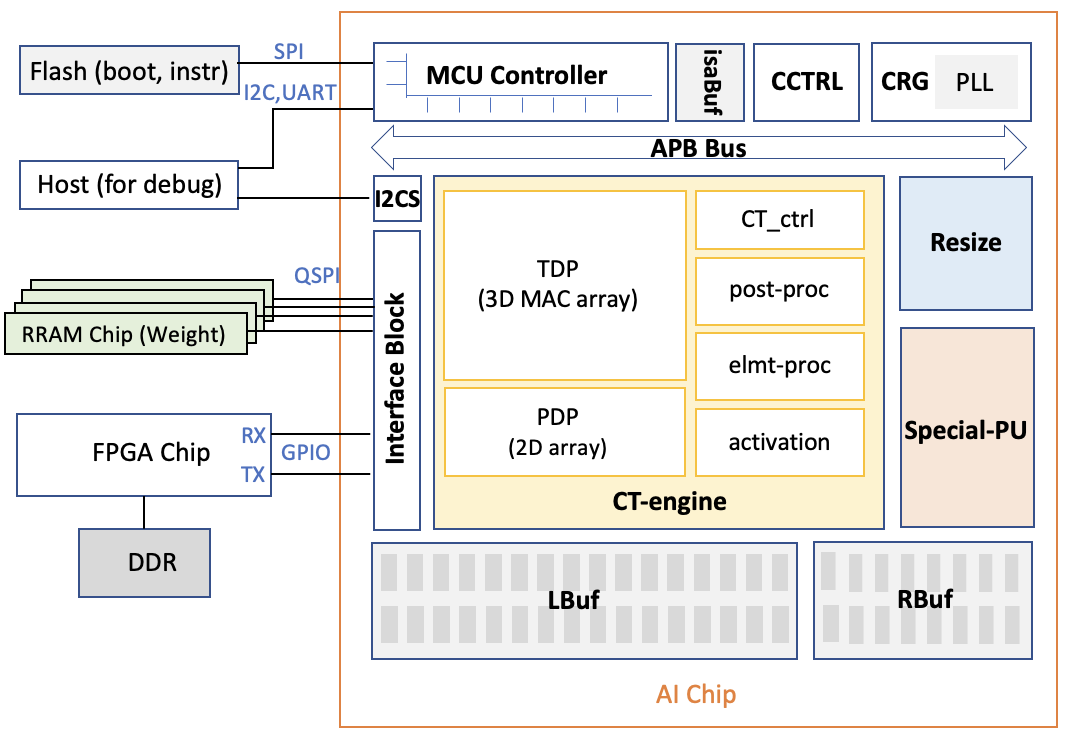 SPI
Flash (boot, instr)
I2C,UART
MCU Controller
isaBuf
CCTRL
CRG
PLL
APB Bus
Host (for debug)
I2CS
QSPI
RRAM Chip (Weight)
Interface Block
TDP
(3D MAC array)
CT_ctrl
post-proc
elmt-proc
PDP
(2D array)
activation
CT-engine
Resize
Special-PU
FPGA Chip
RX
GPIO
TX
DDR
LBuf
RBuf
AI Chip